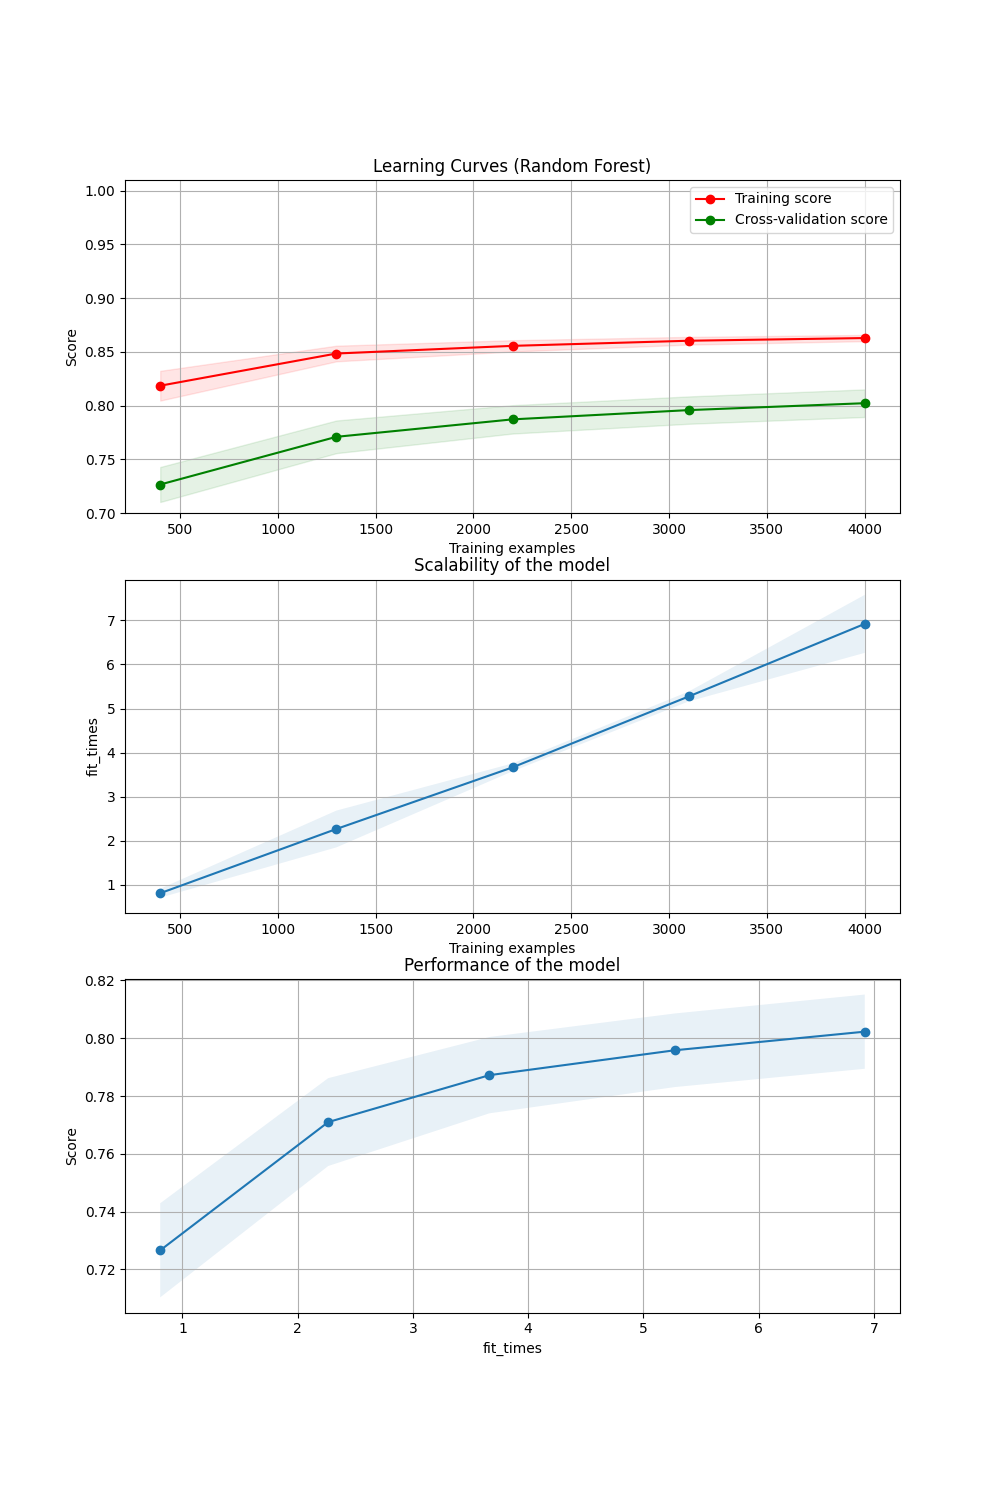 Learning Curves (Random Forest)
1.00
0.95
0.90
0.85
0.80
0.75
0.70
Score
Training score
Cross-validation score
500 1000 1500 2000 2500 3000 3500 4000
Training examples
Scalability of the model
7
6
5
4
3
2
1
fit_times
500 1000 1500 2000 2500 3000 3500 4000
Training examples
Performance of the model
0.82
0.80
0.78
0.76
0.74
0.72
Score
1 2 3 4 5 6 7
fit_times